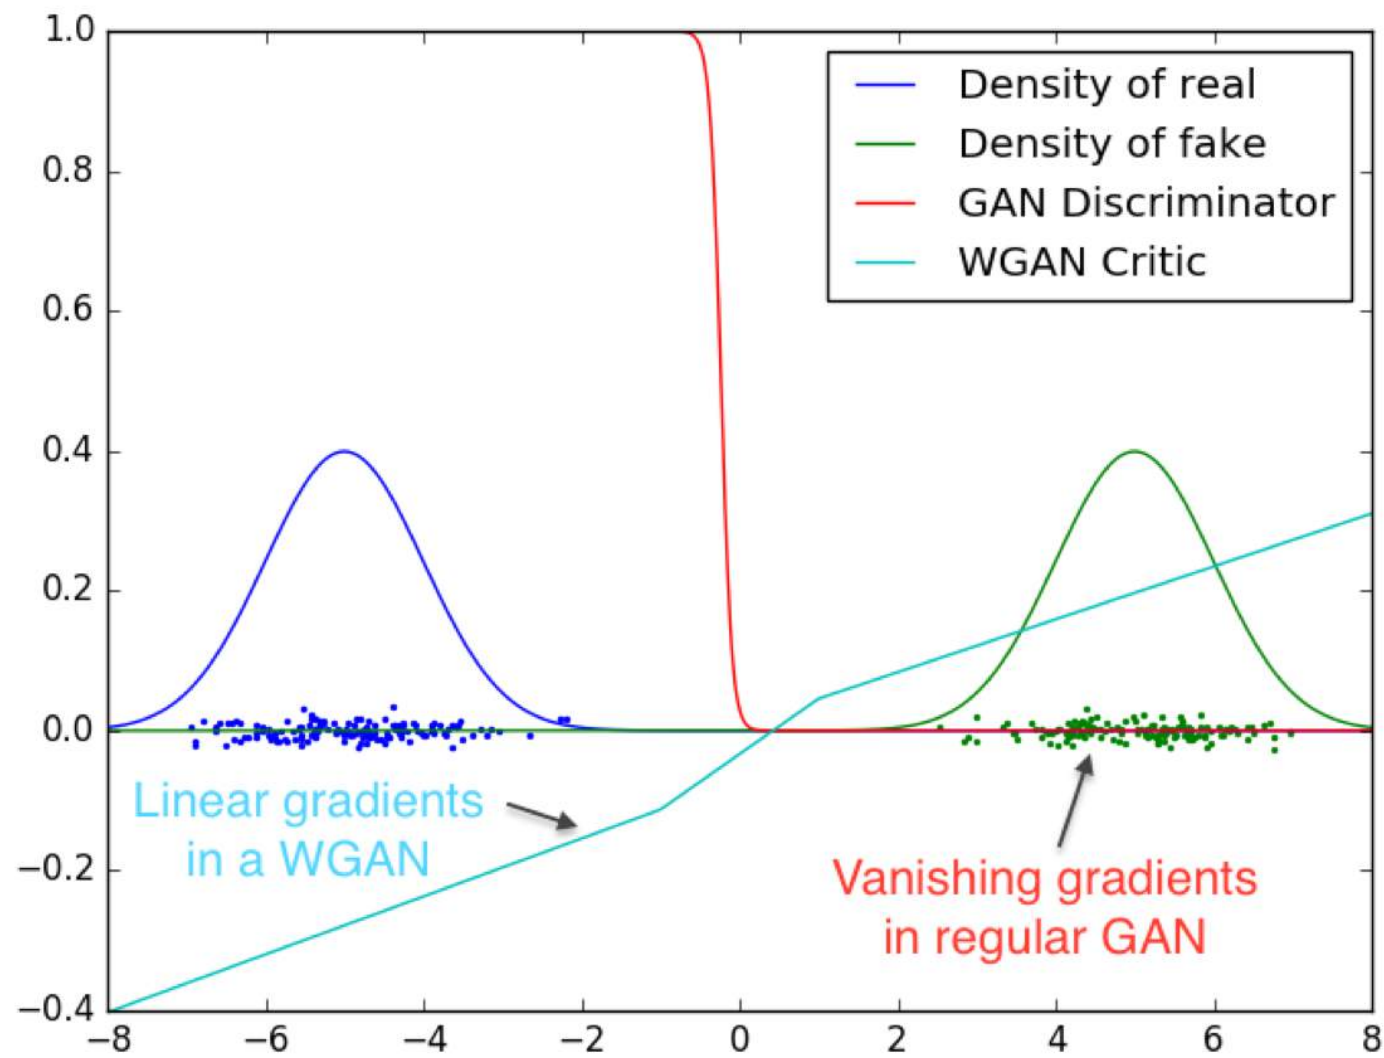 1.0
0.8
0.6
0.4
0.2
0.0
−0.2
−0.4
−8
−6
−4
−2
0
2
4
6
8
Density of real
Density of fake
GAN Discriminator
WGAN Critic
Linear gradients
in a WGAN
Vanishing gradients
in regular GAN